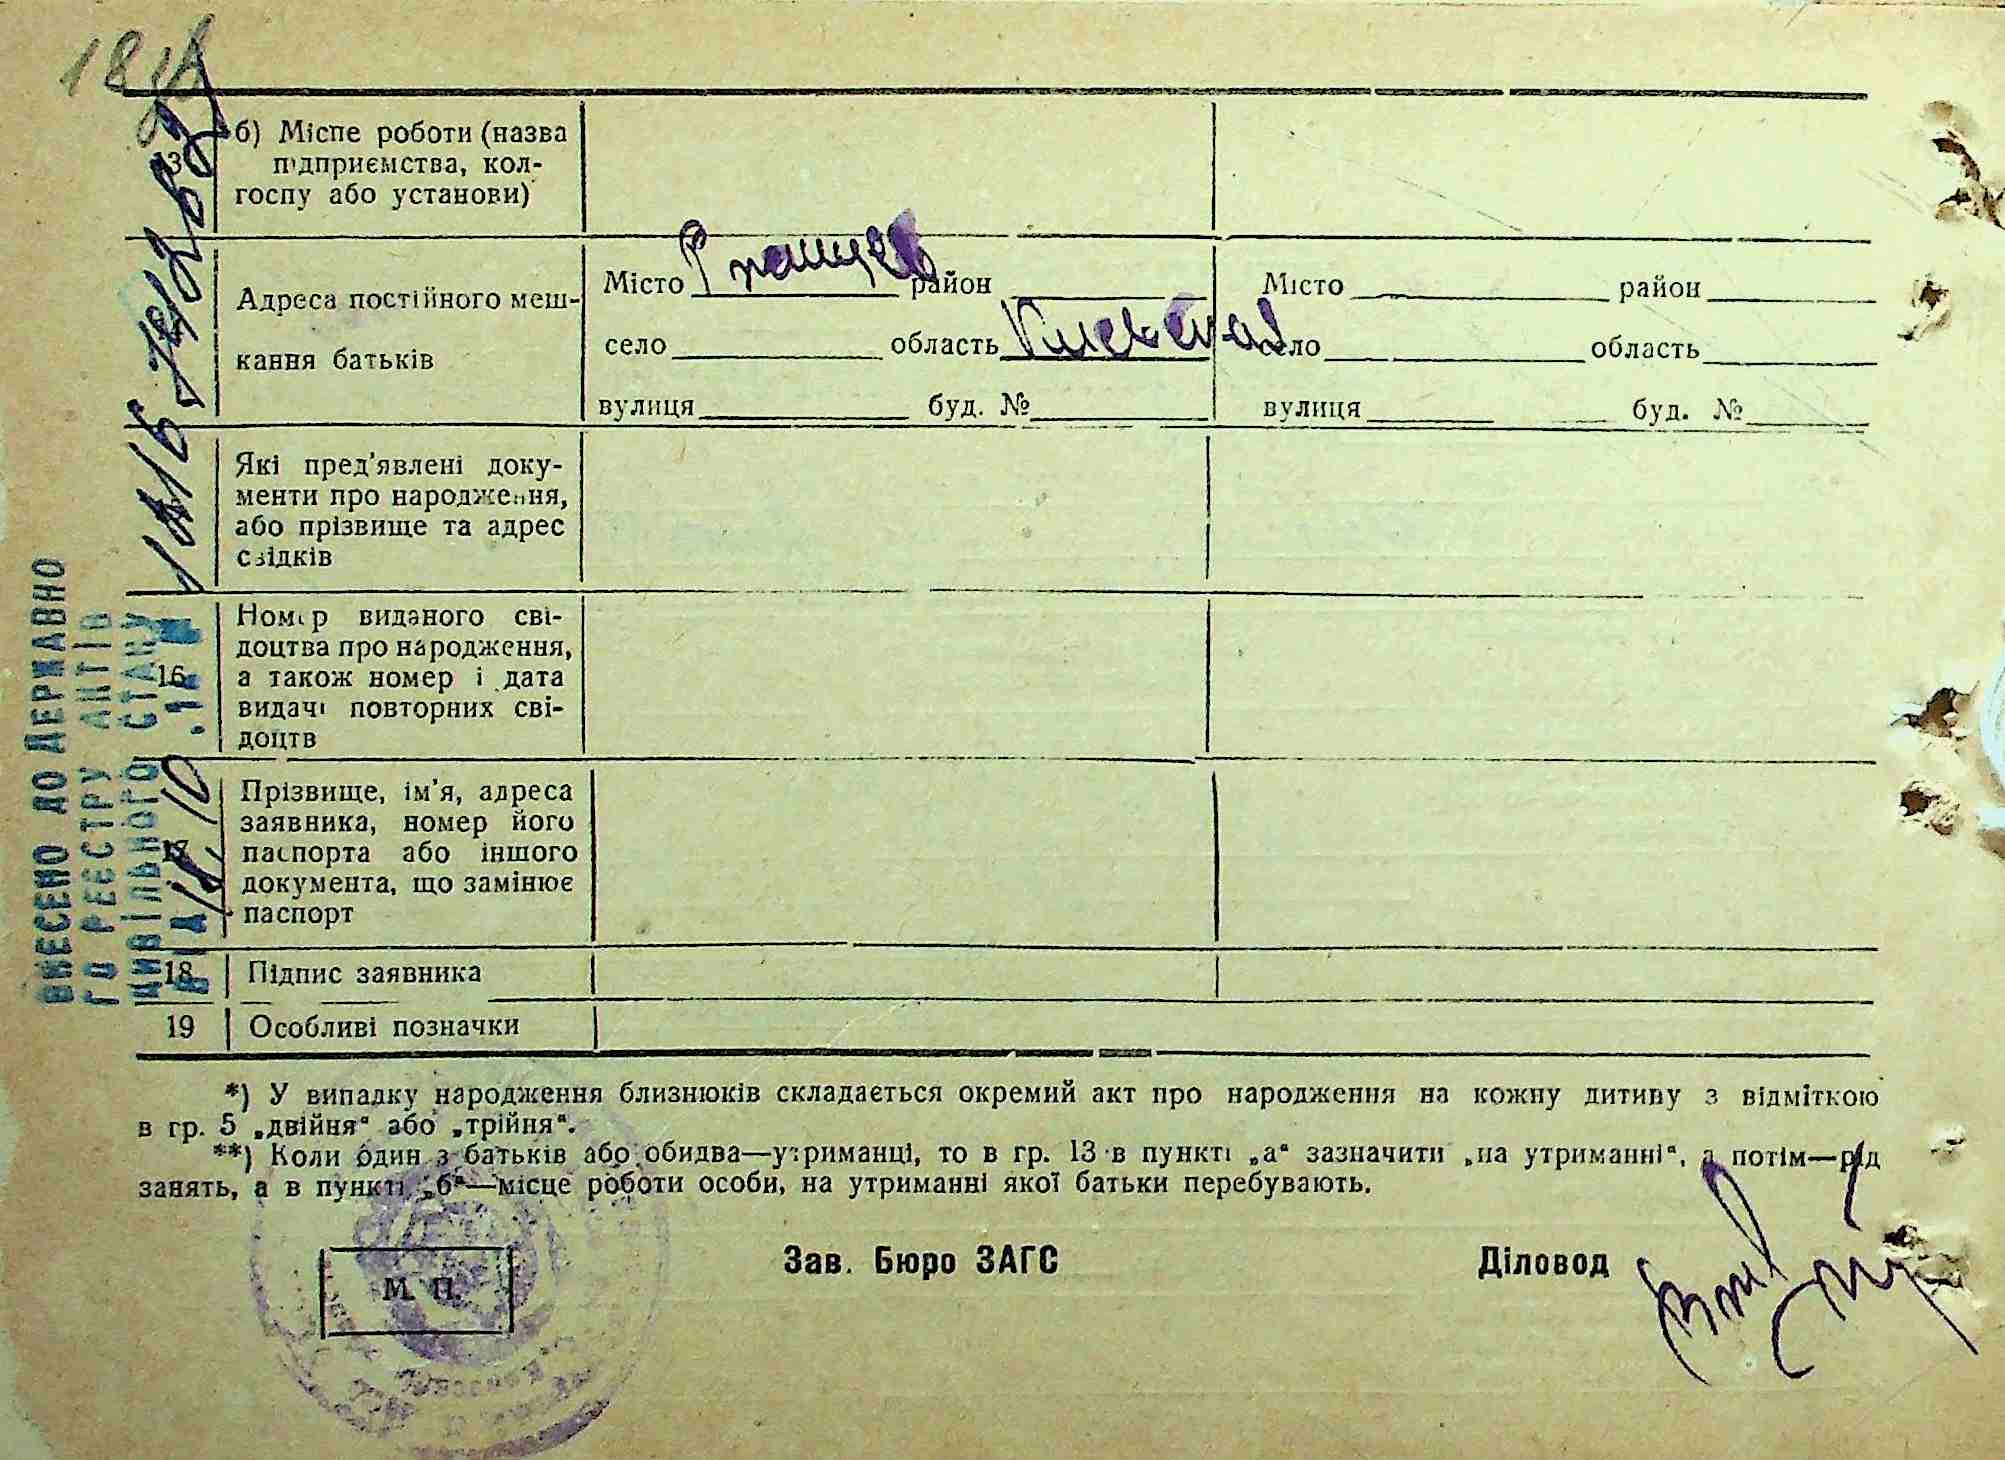 18
13
б) Місце роботи (назва
підприємства, кол-
госпу або установи)
Адреса постійного меш-
кання батьків
Місто район
село область Киевская
вулиця буд. №
Місто район
село область
вулиця буд. №
Які пред'явлені доку-
менти про народження,
або прізвище та адрес
свідків
16
Номер виданого сві-
доцтва про народження,
а також номер і дата
видачі повторних сві-
доцтв
17
Прізвище, ім'я, адреса
заявника, номер його
паспорта або іншого
документа, що замінює
паспорт
18 Підпис заявника
19 Особливі позначки
ВНЕСЕНО ДО ДЕРЖАВНО
ГО РЕЄСТРУ АКТІВ
ЦИВІЛЬНОГО СТАНУ
ВІД
*) У випадку народження близнюків складається окремий акт про народження на кожну дитину з відміткою
в гр. 5 „двійня" або „трійня".
**) Коли один з батьків або обидва—утриманці, то в гр. 13 в пункті „а" зазначити „на утриманні", а потім—рід
занять, а в пункті „б"—місце роботи особи, на утриманні якої батьки перебувають.
М. П.
Зав. Бюро ЗАГС
Діловод